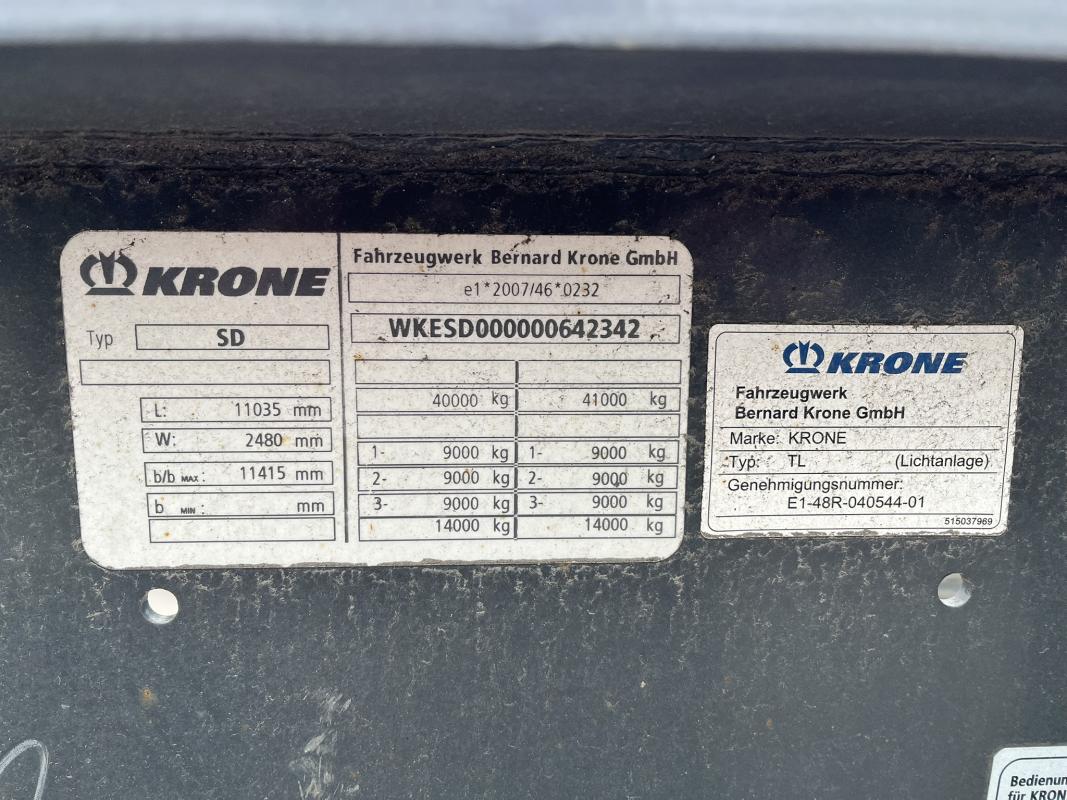 KRONE
Typ SD
L: 11035 mm
W: 2480 mm
b/b MAX: 11415 mm
b MIN: mm
Fahrzeugwerk Bernard Krone GmbH
e1*2007/46*0232
WKESD000000642342
40000 kg 41000 kg
1- 9000 kg 1- 9000 kg
2- 9000 kg 2- 9000 kg
3- 9000 kg 3- 9000 kg
14000 kg 14000 kg
KRONE
Fahrzeugwerk
Bernard Krone GmbH
Marke: KRONE
Typ: TL (Lichtanlage)
Genehmigungsnummer:
E1-48R-040544-01
515037969
Bedienun
für KRON